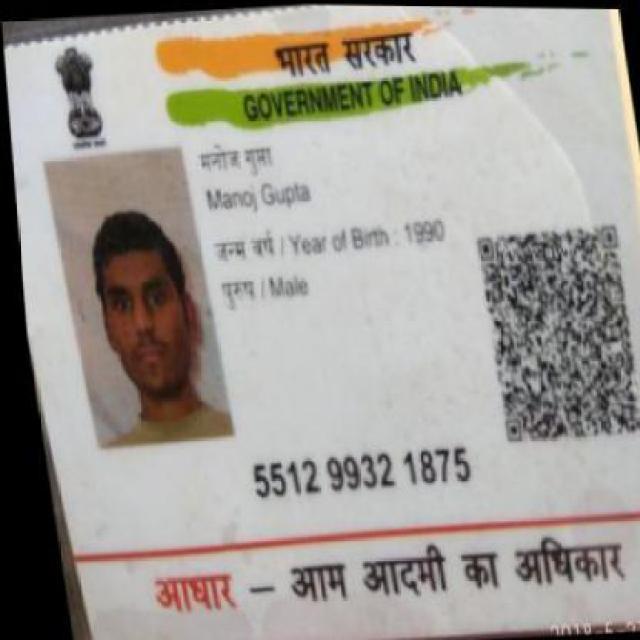 भारत सरकार
GOVERNMENT OF INDIA
मनोज गुप्ता
Manoj Gupta
जन्म वर्ष / Year of Birth : 1990
पुरुष / Male
5512 9932 1875
आधार – आम आदमी का अधिकार